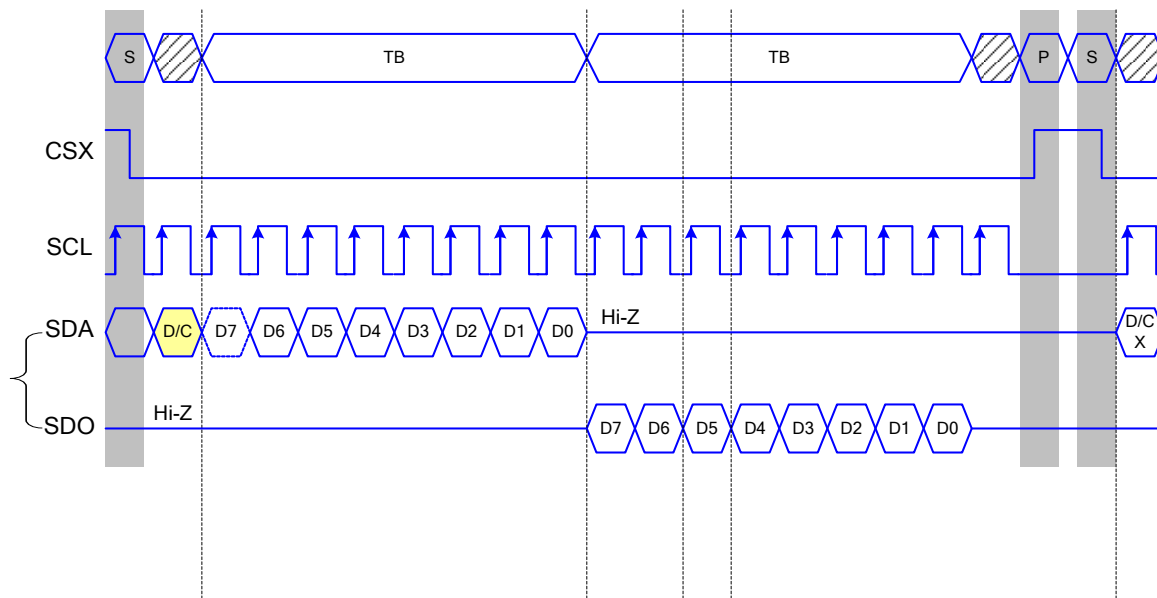 S TB TB P S
CSX
SCL
SDA D/C D7 D6 D5 D4 D3 D2 D1 D0 Hi-Z D/C
X
SDO Hi-Z D7 D6 D5 D4 D3 D2 D1 D0